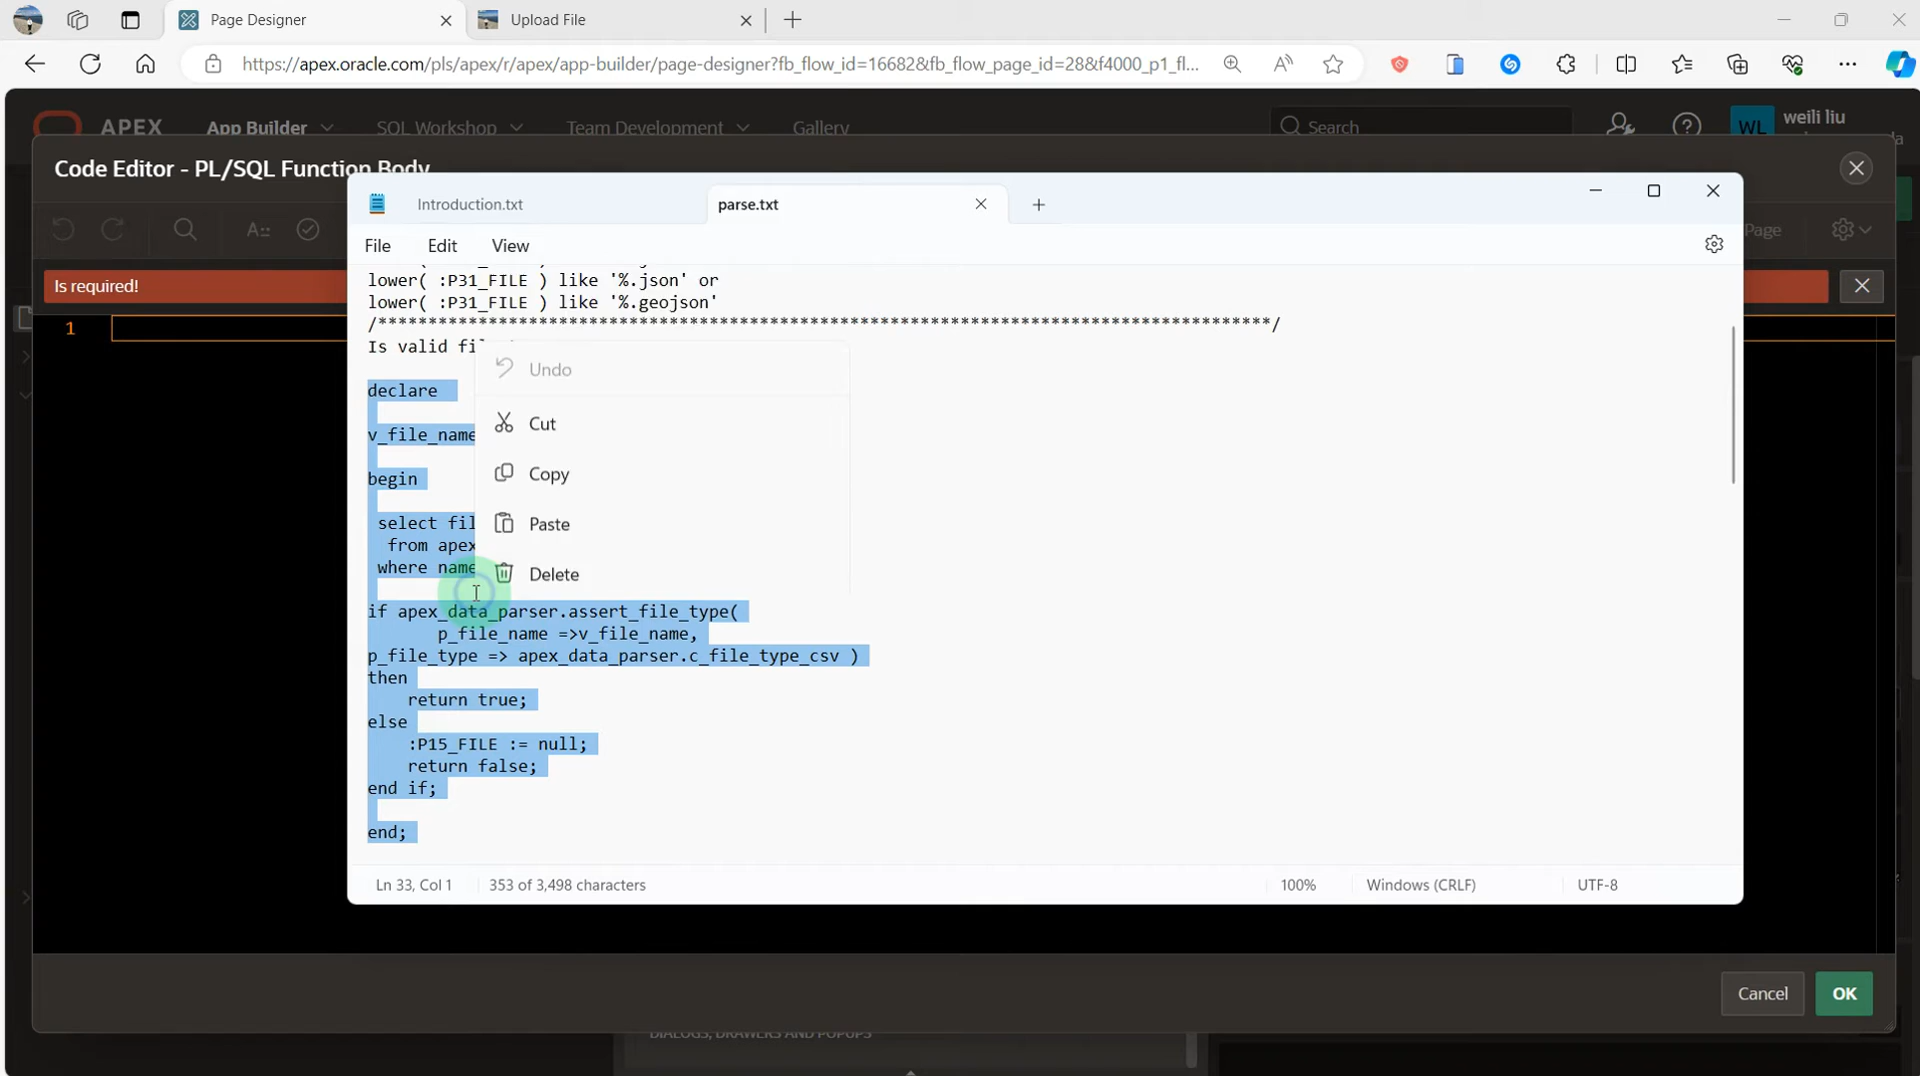 Page Designer
Upload File
https://apex.oracle.com/pls/apex/r/apex/app-builder/page-designer?fb_flow_id=16682&fb_flow_page_id=28&f4000_p1_fl...
APEX App Builder SQL Workshop Team Development Gallery
Search
WL weili liu
Code Editor - PL/SQL Function Body
Introduction.txt
parse.txt
File Edit View
Page
Is required!
lower( :P31_FILE ) like '%.json' or
lower( :P31_FILE ) like '%.geojson'
/*****************************************************************************************/
Is valid
Undo
declare
Cut
v_file_name
begin
Copy
select
Paste
from apex
where name
Delete
if apex_data_parser.assert_file_type(
p_file_name =>v_file_name,
p_file_type => apex_data_parser.c_file_type_csv )
then
return true;
else
:P15_FILE := null;
return false;
end if;
end;
1
Ln 33, Col 1
353 of 3,498 characters
100%
Windows (CRLF)
UTF-8
Cancel
OK
DIALOGS, DRAWERS AND POPUPS